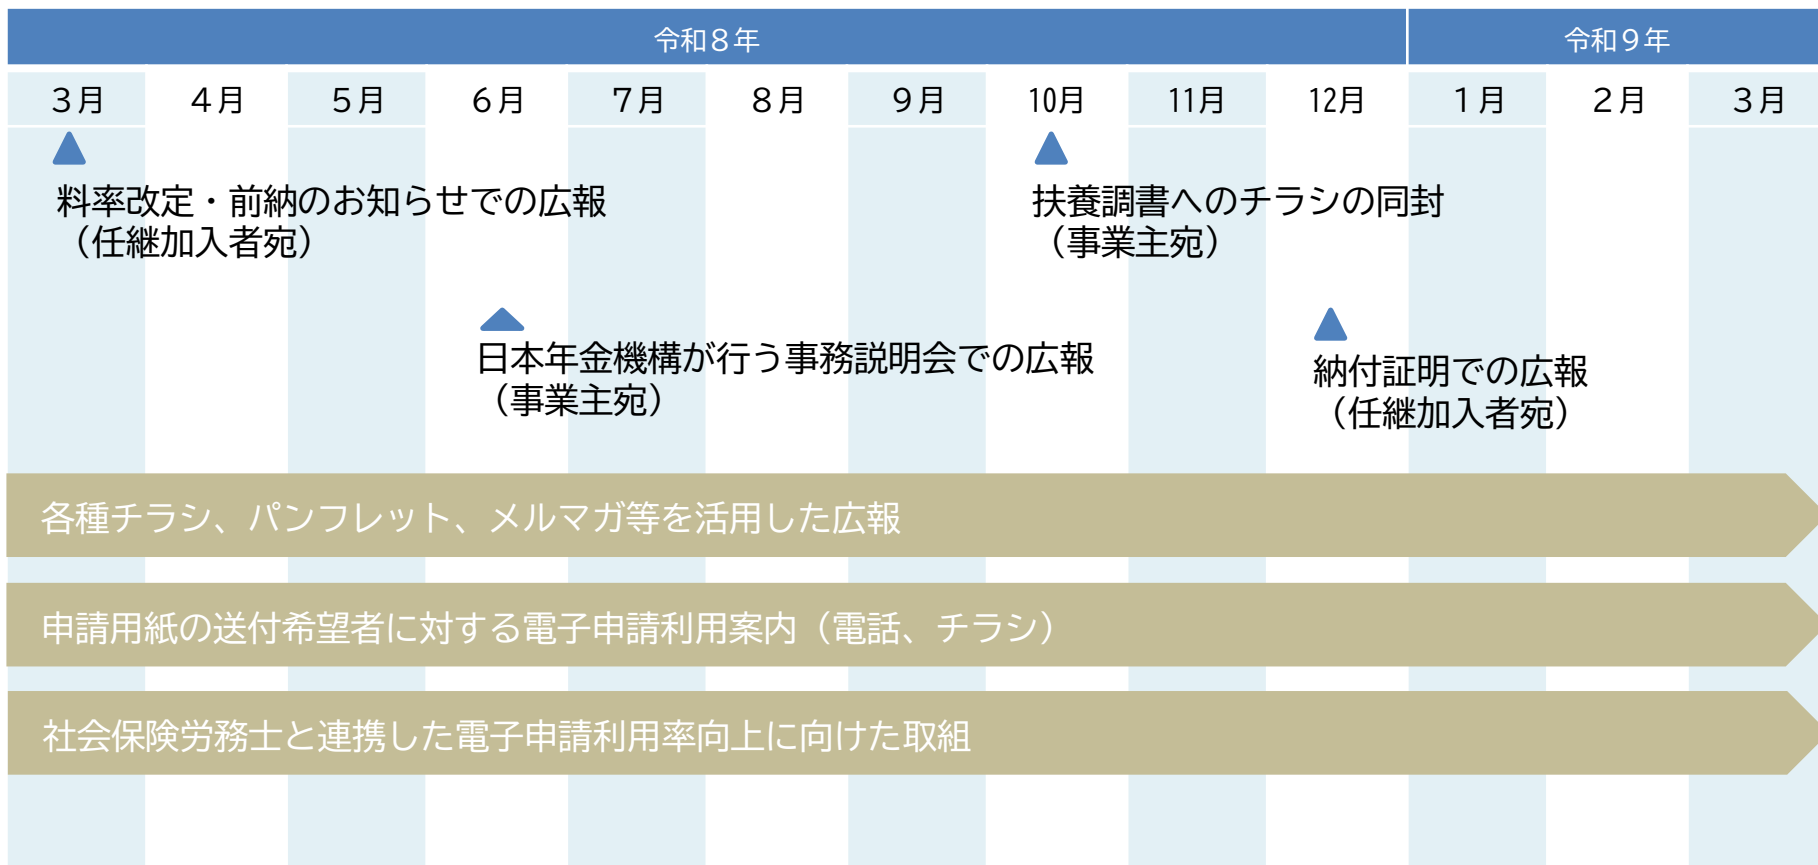 令和８年
令和９年
３月 ４月 ５月 ６月 ７月 ８月 ９月 10月 11月 12月 １月 ２月 ３月
料率改定・前納のお知らせでの広報
（任継加入者宛）
扶養調書へのチラシの同封
（事業主宛）
日本年金機構が行う事務説明会での広報
（事業主宛）
納付証明での広報
（任継加入者宛）
各種チラシ、パンフレット、メルマガ等を活用した広報
申請用紙の送付希望者に対する電子申請利用案内（電話、チラシ）
社会保険労務士と連携した電子申請利用率向上に向けた取組